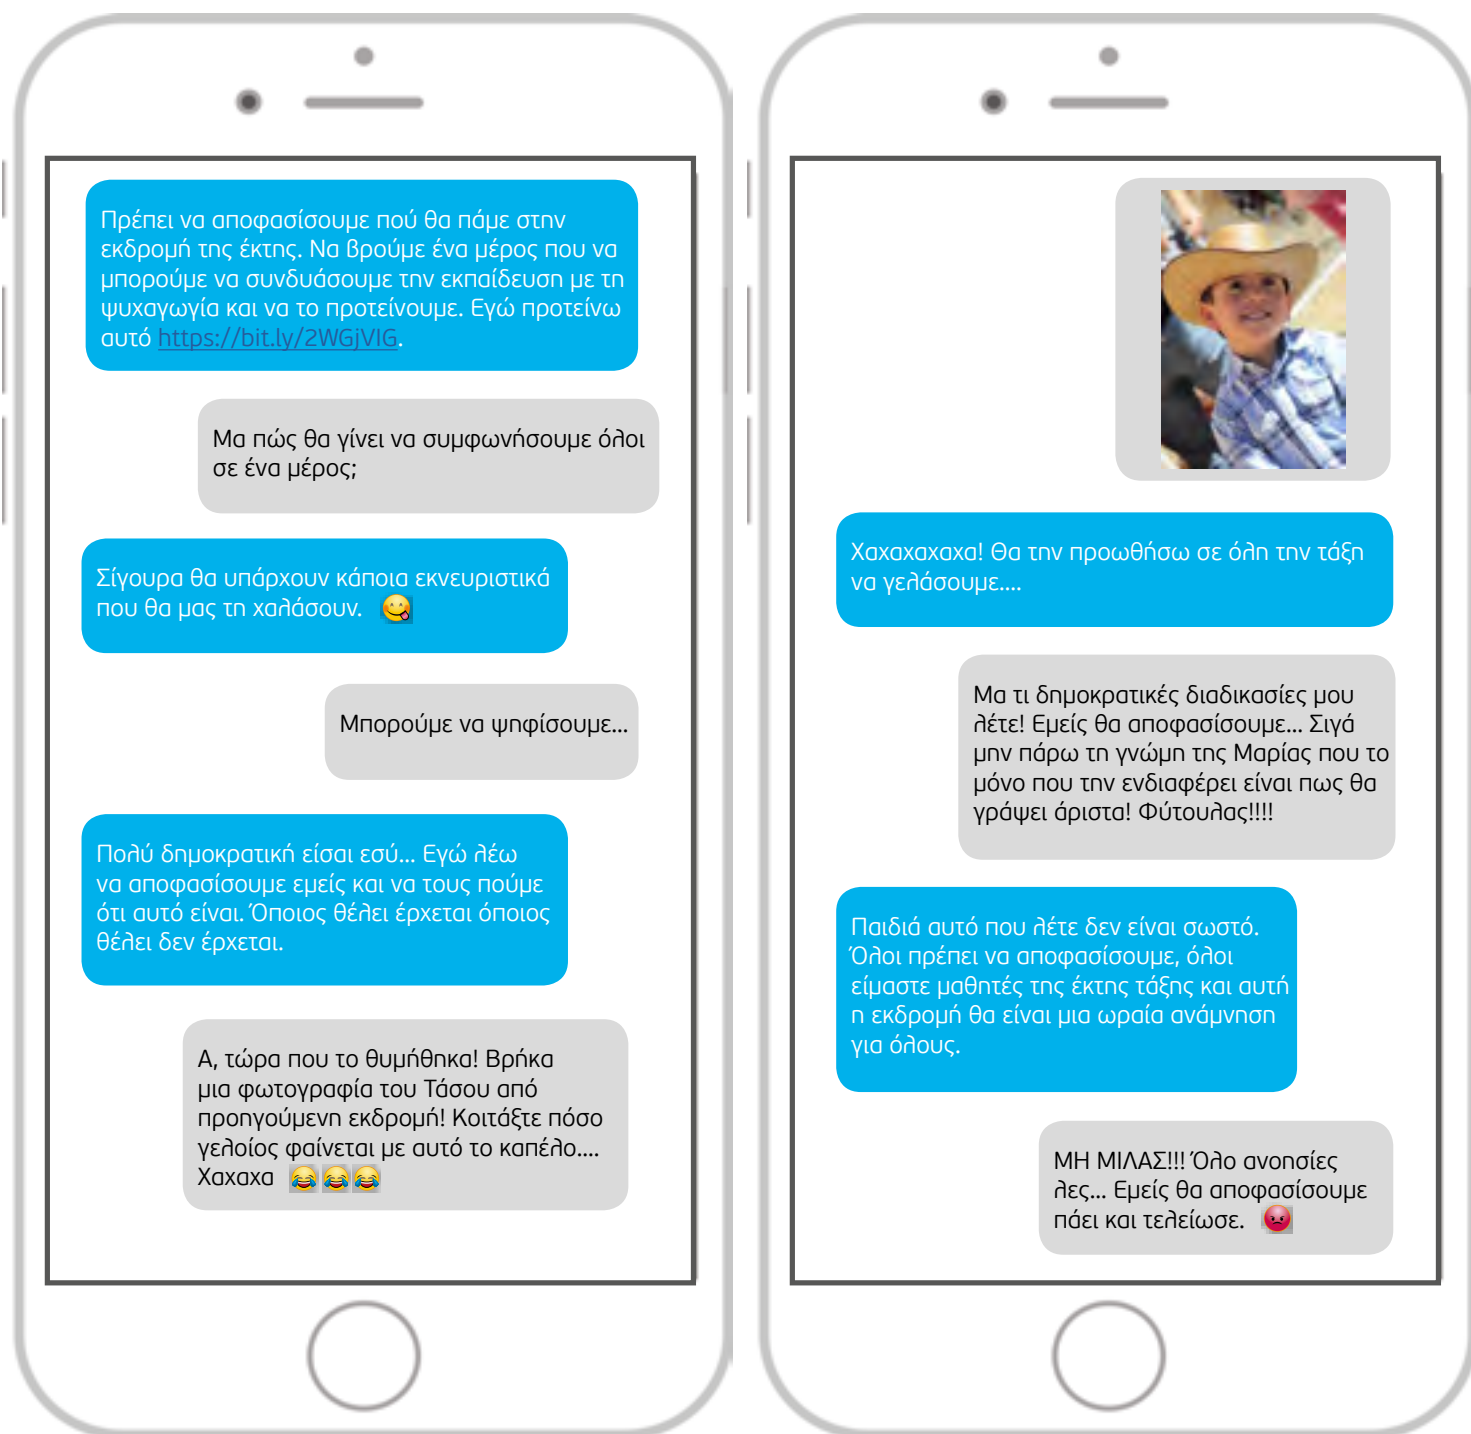 Πρέπει να αποφασίσουμε πού θα πάμε στην
εκδρομή της έκτης. Να βρούμε ένα μέρος που να
μπορούμε να συνδυάσουμε την εκπαίδευση με τη
ψυχαγωγία και να το προτείνουμε. Εγώ προτείνω
αυτό https://bit.ly/2WGjVIG.
Μα πώς θα γίνει να συμφωνήσουμε όλοι
σε ένα μέρος;
Σίγουρα θα υπάρχουν κάποια εκνευριστικά
που θα μας τη χαλάσουν. 😋
Μπορούμε να ψηφίσουμε...
Πολύ δημοκρατική είσαι εσύ... Εγώ λέω
να αποφασίσουμε εμείς και να τους πούμε
ότι αυτό είναι. Όποιος θέλει έρχεται όποιος
θέλει δεν έρχεται.
Α, τώρα που το θυμήθηκα! Βρήκα
μια φωτογραφία του Τάσου από
προηγούμενη εκδρομή! Κοιτάξτε πόσο
γελοίος φαίνεται με αυτό το καπέλο....
Χαχαχα 😂😂😂
Χαχαχαχαχα! Θα την προωθήσω σε όλη την τάξη
να γελάσουμε....
Μα τι δημοκρατικές διαδικασίες μου
λέτε! Εμείς θα αποφασίσουμε... Σιγά
μην πάρω τη γνώμη της Μαρίας που το
μόνο που την ενδιαφέρει είναι πως θα
γράψει άριστα! Φύτουλας!!!!
Παιδιά αυτό που λέτε δεν είναι σωστό.
Όλοι πρέπει να αποφασίσουμε, όλοι
είμαστε μαθητές της έκτης τάξης και αυτή
η εκδρομή θα είναι μια ωραία ανάμνηση
για όλους.
ΜΗ ΜΙΛΑΣ!!! Όλο ανοησίες
λες... Εμείς θα αποφασίσουμε
πάει και τελείωσε. 😡